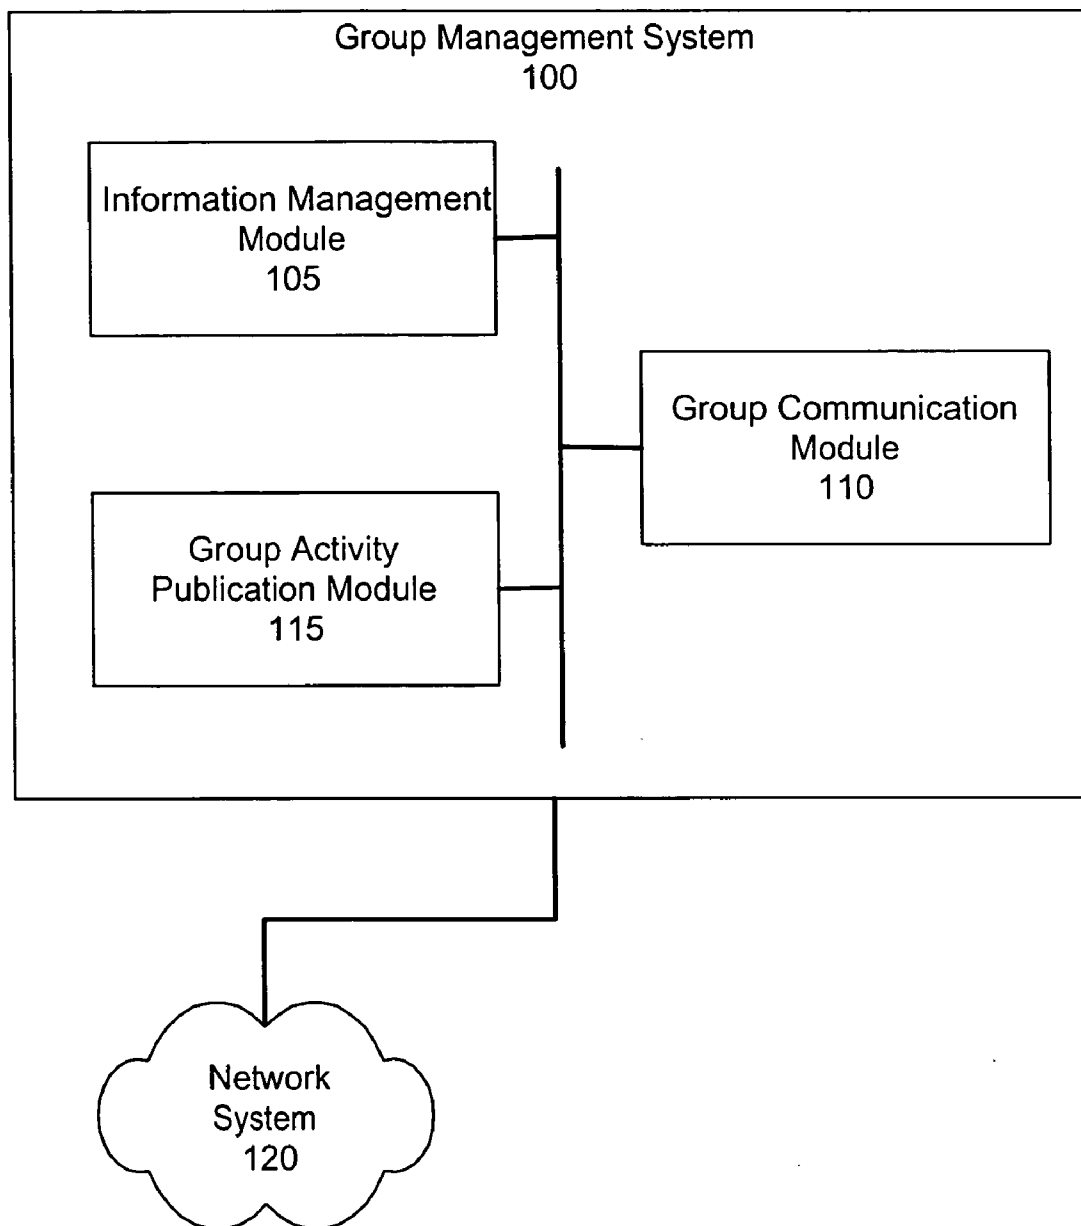 Group Management System
100
Information Management
Module
105
Group Communication
Module
110
Group Activity
Publication Module
115
Network
System
120